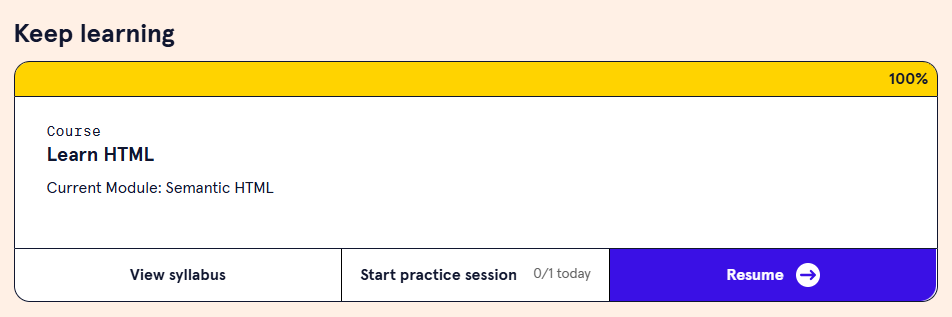 Keep learning
100%
Course
Learn HTML
Current Module: Semantic HTML
View syllabus
Start practice session 0/1 today
Resume